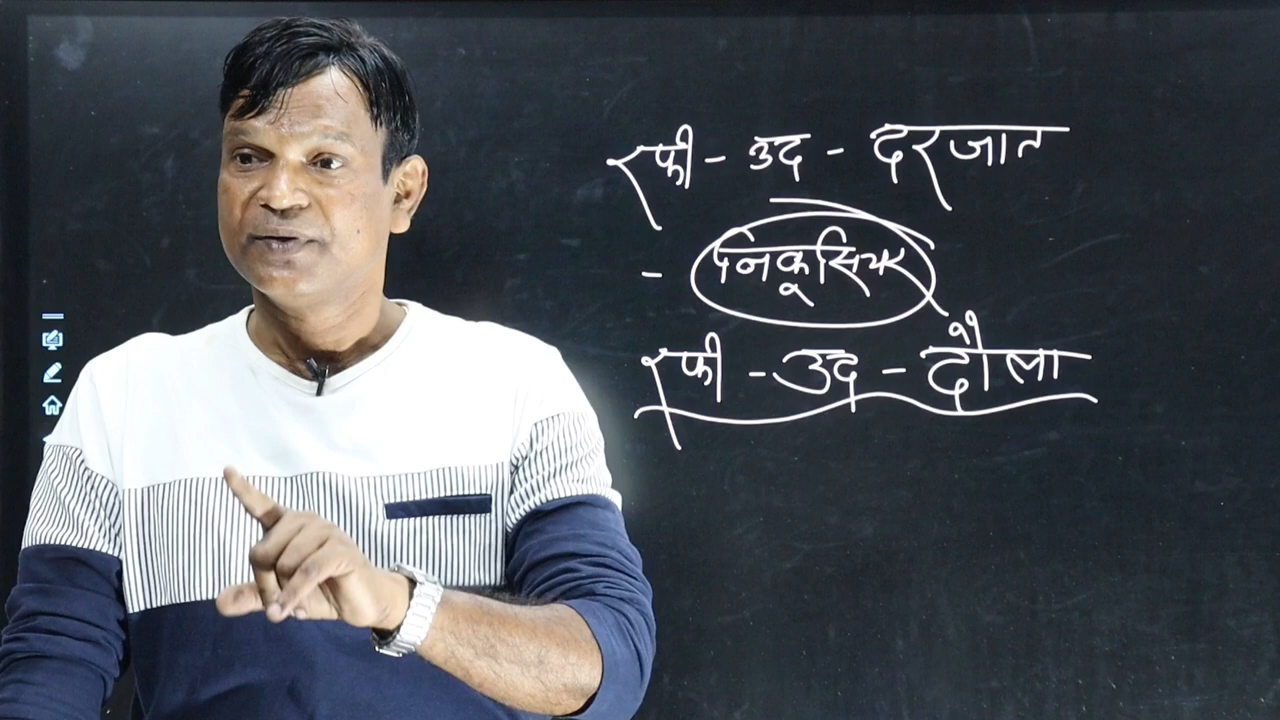 रफी - उद - दरजात
- निकूसियर
रफी - उद - दौला